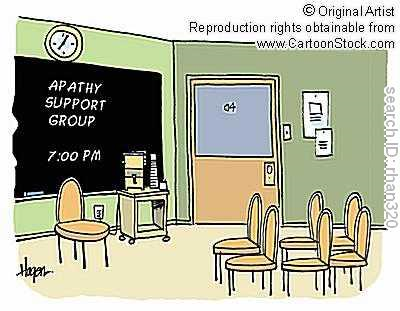 © Original Artist
Reproduction rights obtainable from
www.CartoonStock.com
APATHY
SUPPORT
GROUP
7:00 PM
04
Hagen
search ID: rhan320